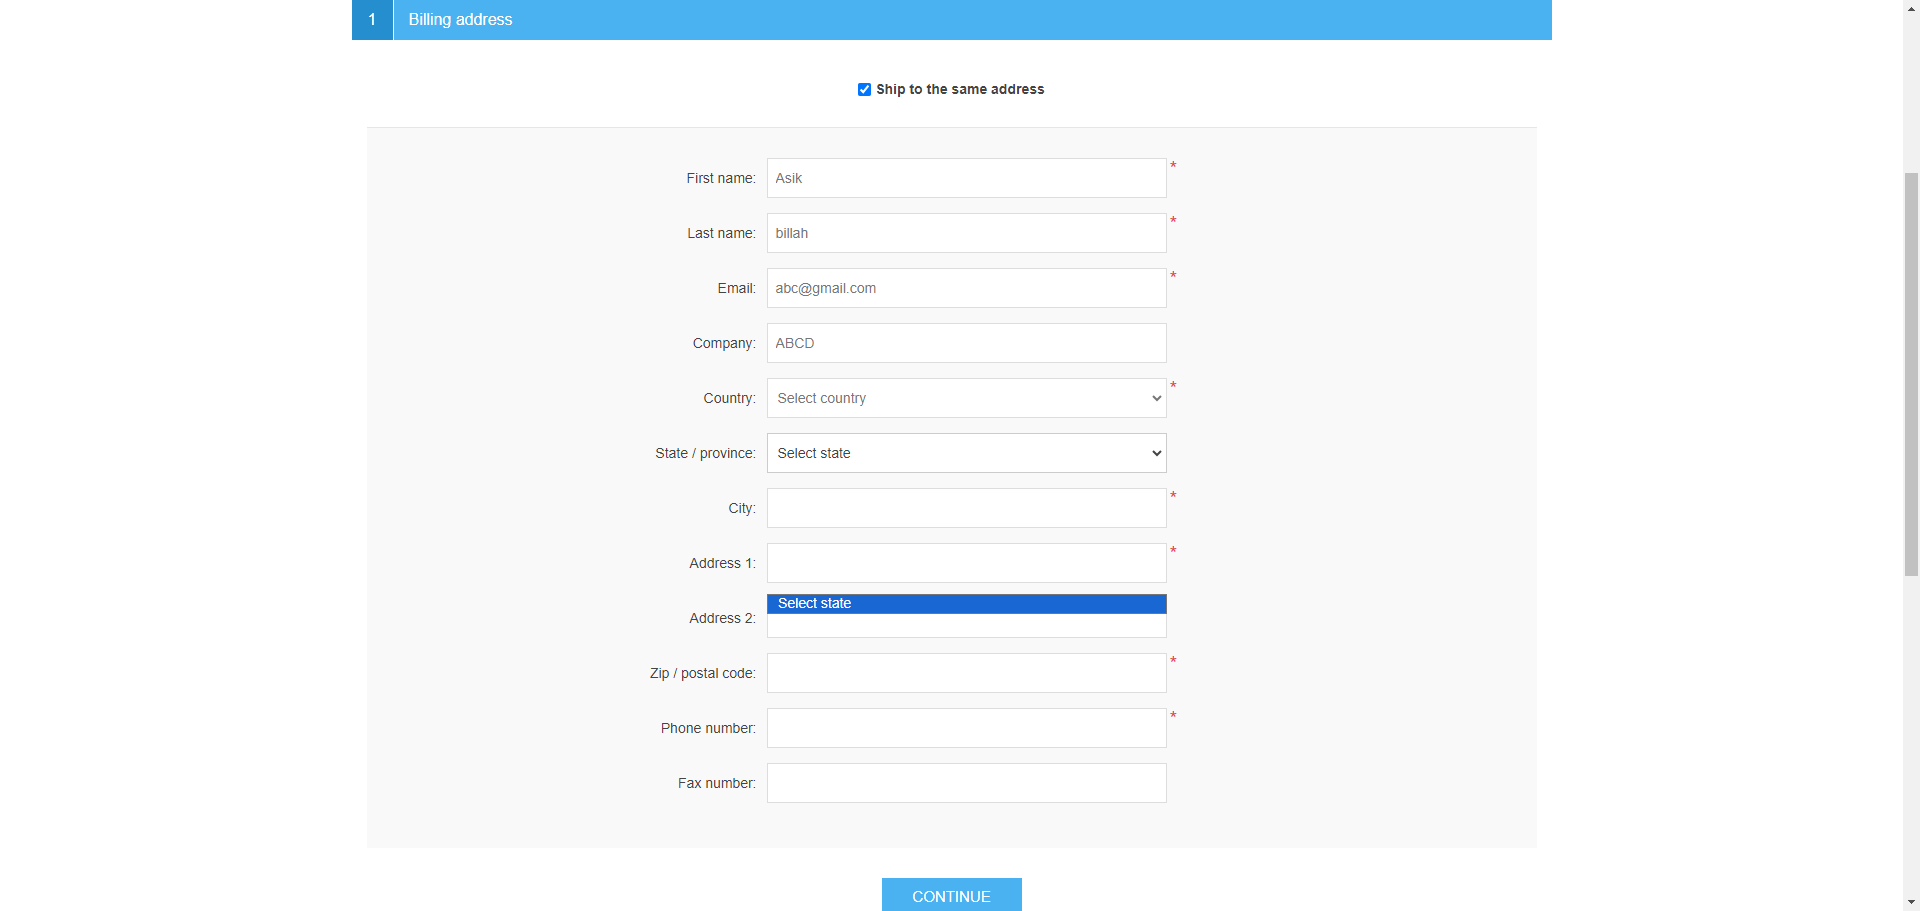 1 Billing address
Ship to the same address
First name: Asik *
Last name: billah *
Email: abc@gmail.com *
Company: ABCD
Country: Select country *
State / province: Select state
City: *
Address 1: *
Select state
Address 2:
Zip / postal code: *
Phone number: *
Fax number:
CONTINUE